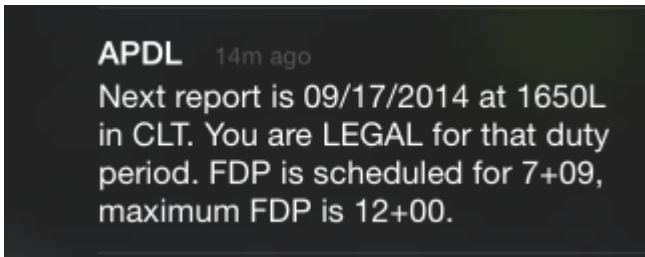 APDL 14m ago
Next report is 09/17/2014 at 1650L
in CLT. You are LEGAL for that duty
period. FDP is scheduled for 7+09,
maximum FDP is 12+00.